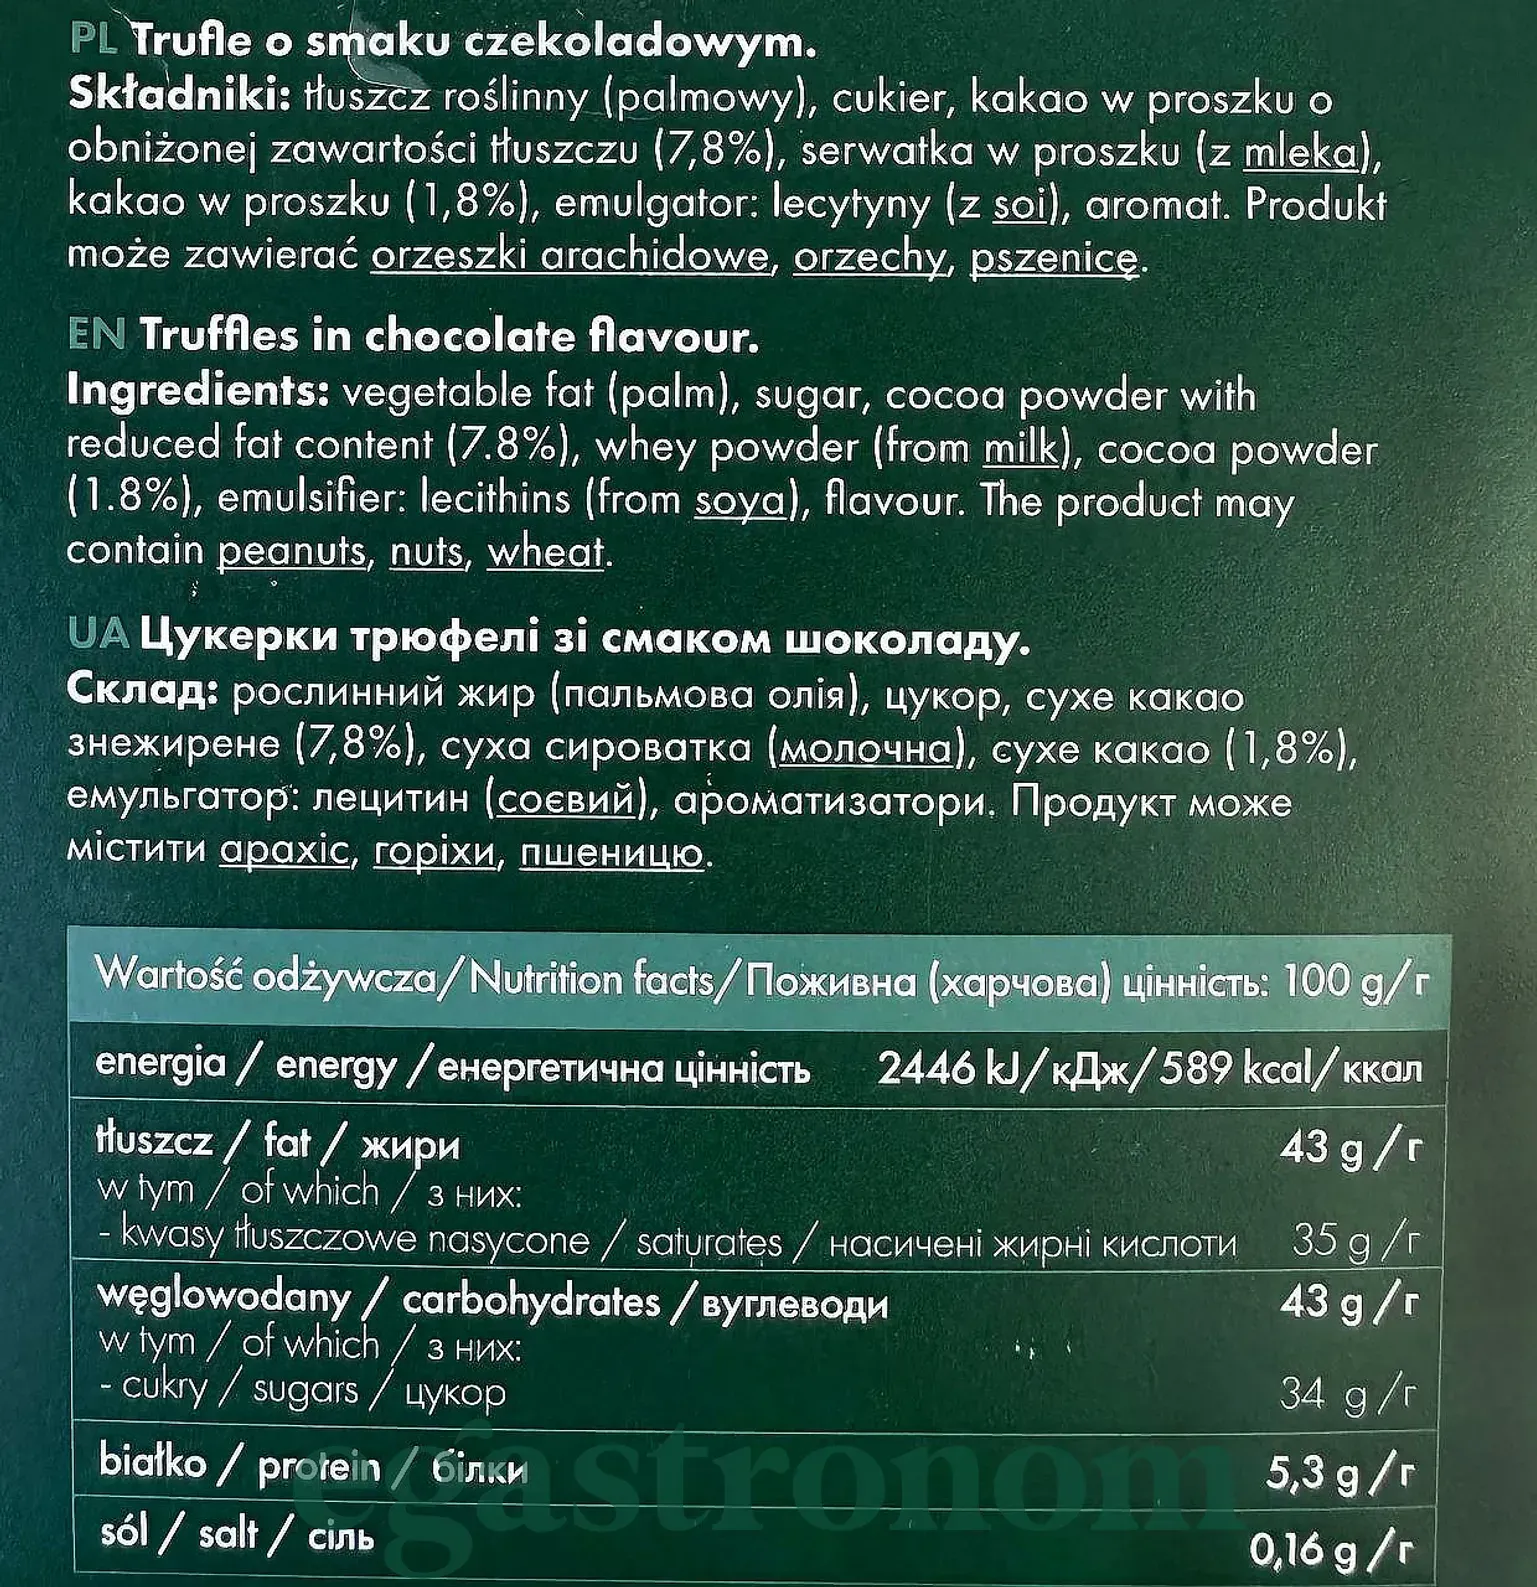 PL Trufle o smaku czekoladowym.
Składniki: tłuszcz roślinny (palmowy), cukier, kakao w proszku o
obniżonej zawartości tłuszczu (7,8%), serwatka w proszku (z mleka),
kakao w proszku (1,8%), emulgator: lecytyny (z soi), aromat. Produkt
może zawierać orzeszki arachidowe, orzechy, pszenicę.
EN Truffles in chocolate flavour.
Ingredients: vegetable fat (palm), sugar, cocoa powder with
reduced fat content (7.8%), whey powder (from milk), cocoa powder
(1.8%), emulsifier: lecithins (from soya), flavour. The product may
contain peanuts, nuts, wheat.
UA Цукерки трюфелі зі смаком шоколаду.
Склад: рослинний жир (пальмова олія), цукор, сухе какао
знежирене (7,8%), суха сироватка (молочна), сухе какао (1,8%),
емульгатор: лецитин (соєвий), ароматизатори. Продукт може
містити арахіс, горіхи, пшеницю.
Wartość odżywcza/Nutrition facts/Поживна (харчова) цінність: 100 g/г
energia / energy /енергетична цінність 2446 kJ/кДж/589 kcal/ккал
tłuszcz / fat / жири 43 g/г
w tym / of which / з них:
- kwasy tłuszczowe nasycone / saturates / насичені жирні кислоти 35 g/г
węglowodany / carbohydrates /вуглеводи 43 g/г
w tym / of which / з них:
- cukry / sugars / цукор 34 g/г
białko / protein / білки 5,3 g/г
egastronom
sól / salt / сіль 0,16 g/г